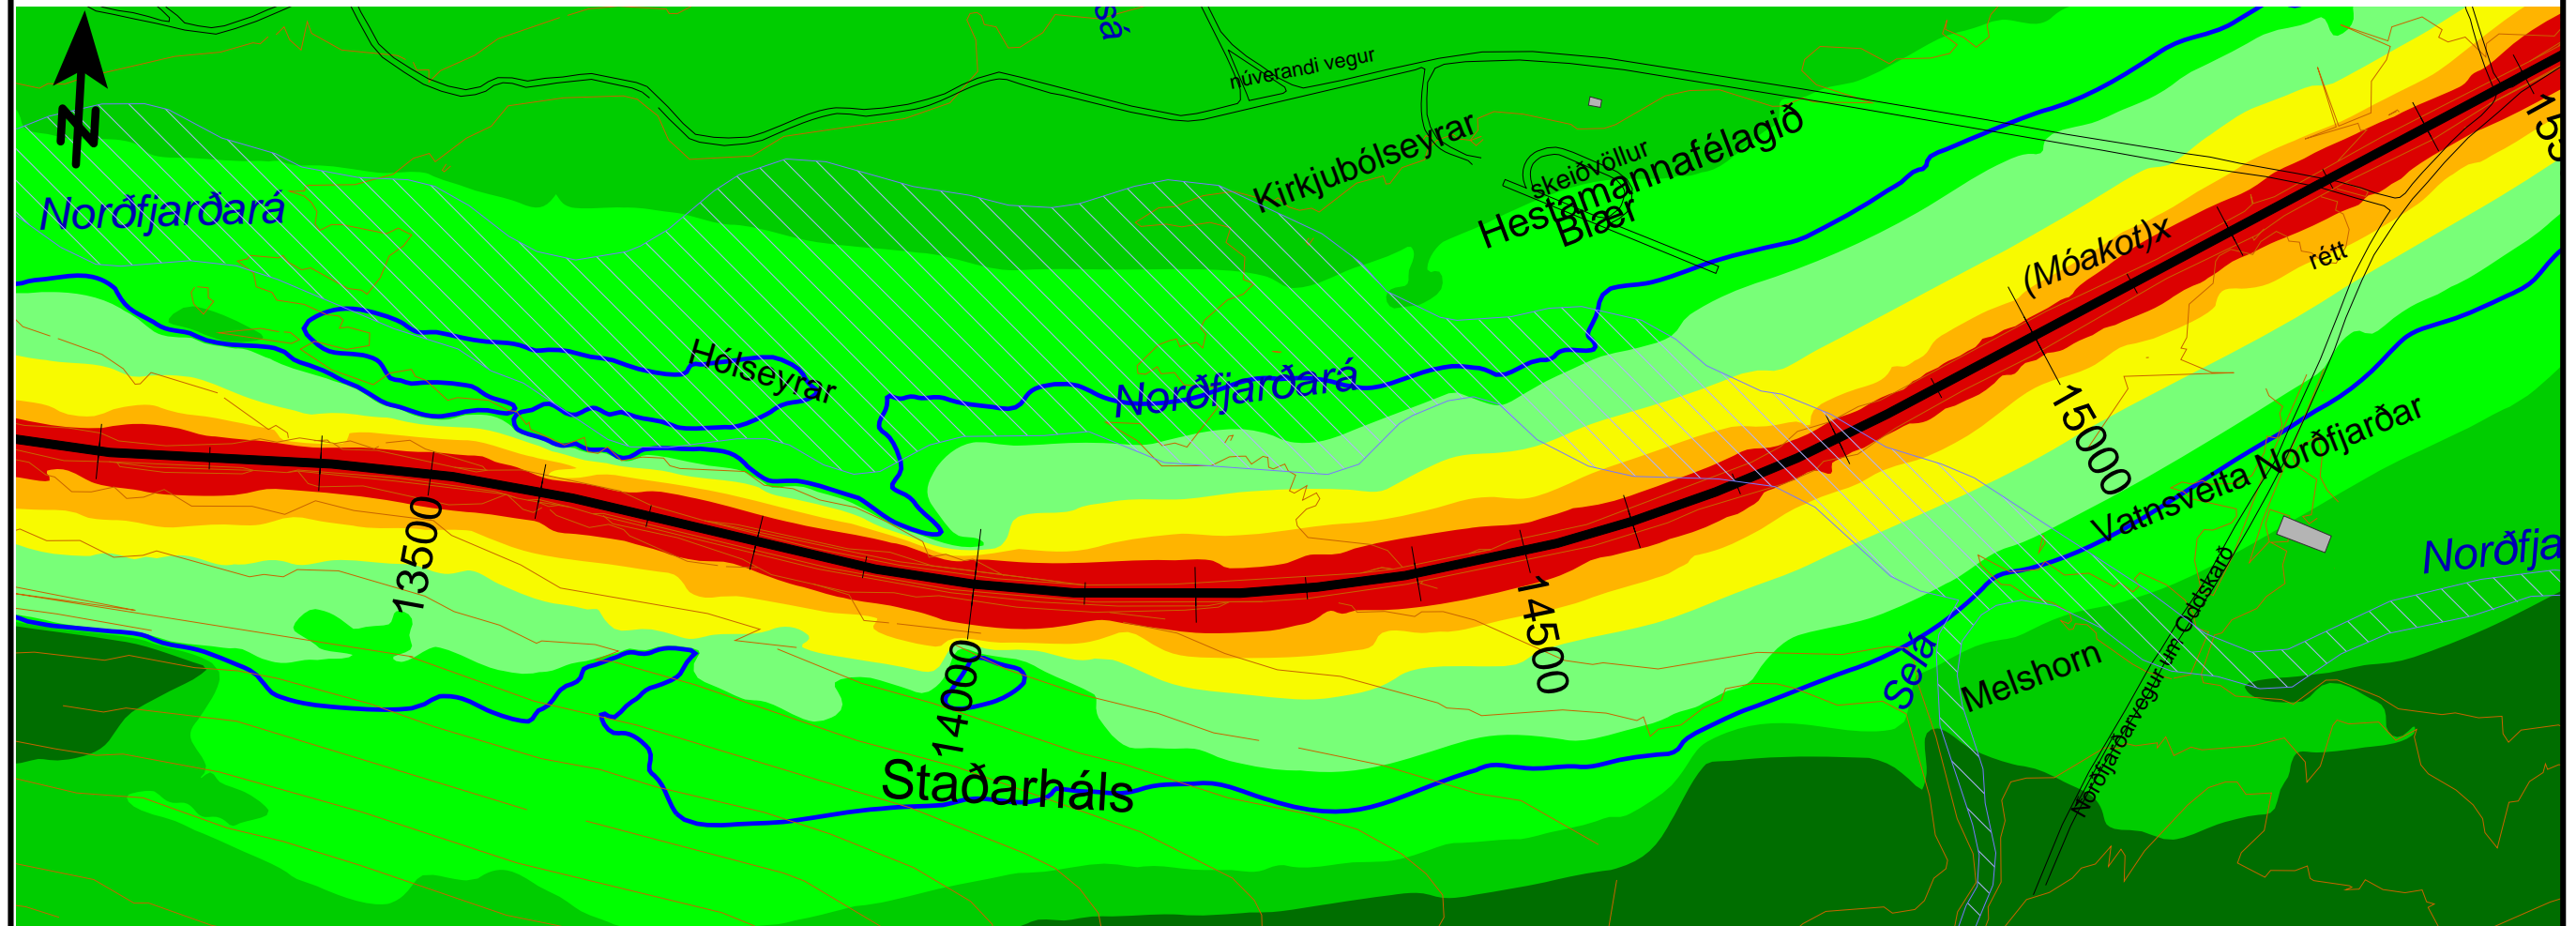 sá
núverandi vegur
N
Norðfjarðará
Kirkjubólseyrar
skeiðvöllur
Hestamannafélagið
Blær
(Móakot)x
rétt
Hólseyrar
Norðfjarðará
15000
Vatnsveita Norðfjarðar
13500
14500
14000
Norðfja
Selá
Melshorn
Norðfjarðarvegur um Oddskarð
Staðarháls